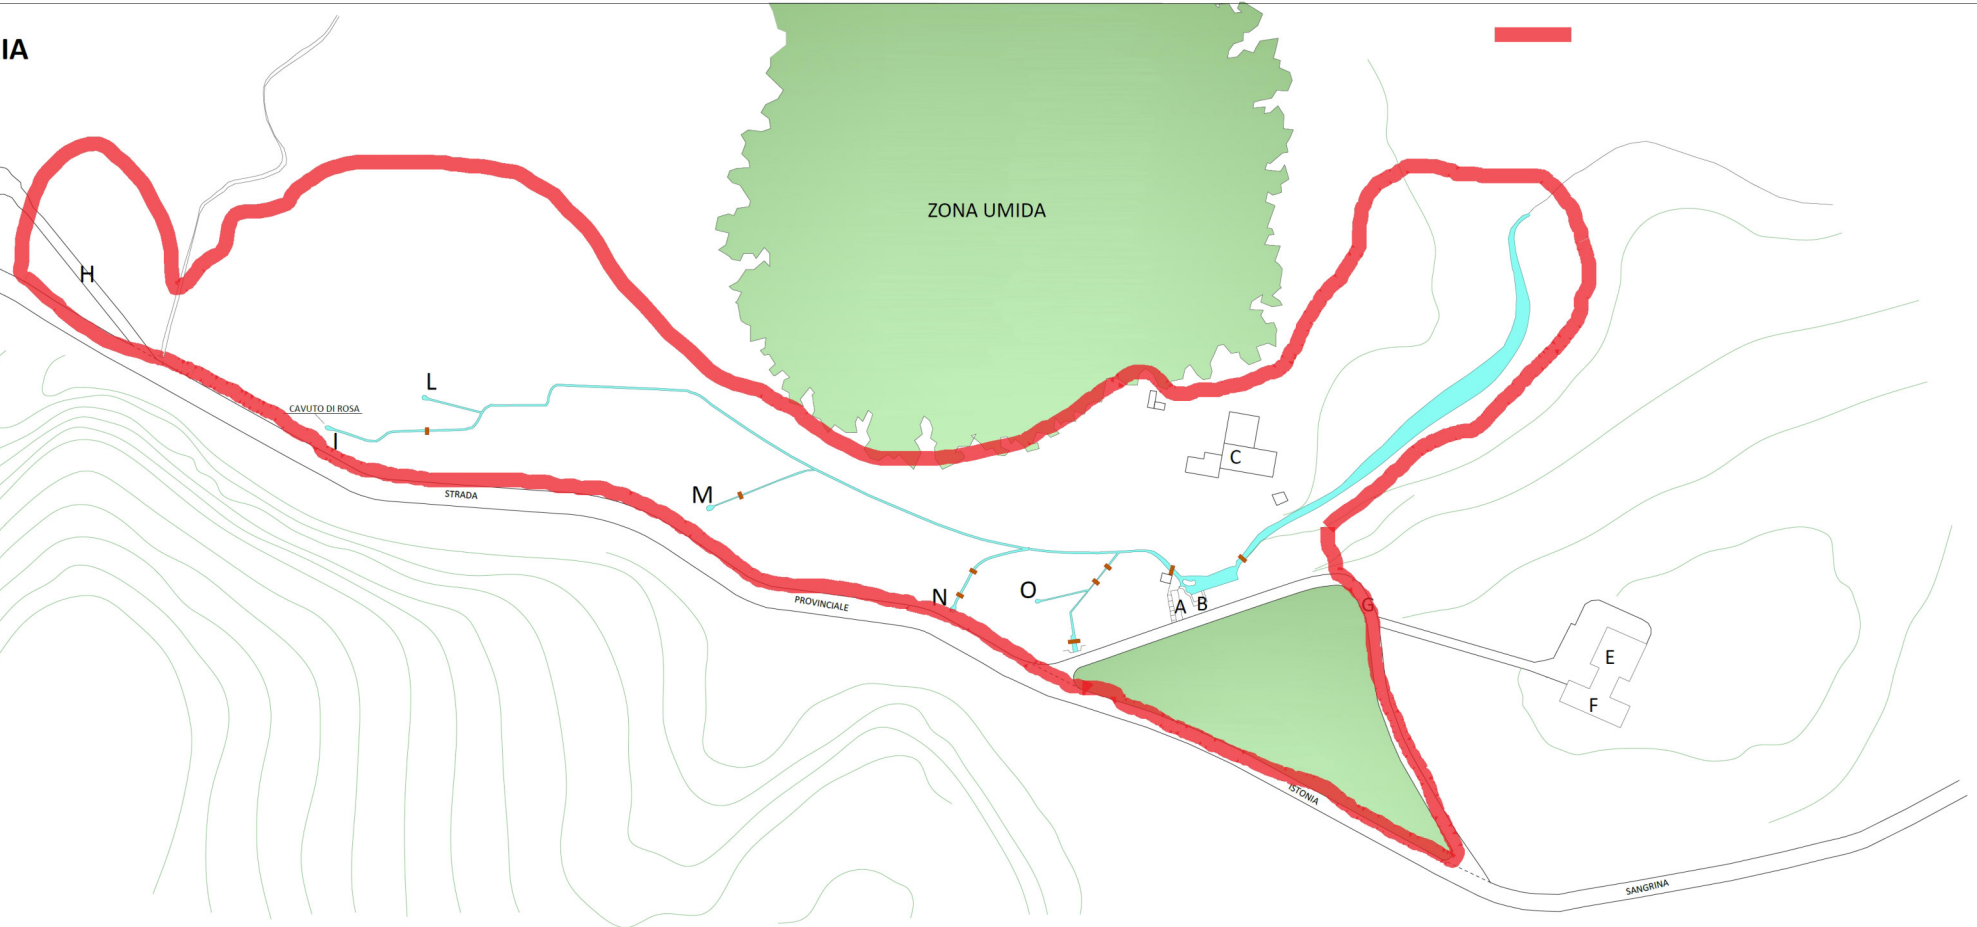 IA
ZONA UMIDA
H
L
CAVUTO DI ROSA
I
C
STRADA
M
N
O
A
B
PROVINCIALE
G
E
F
ISTONIA
SANGRINA